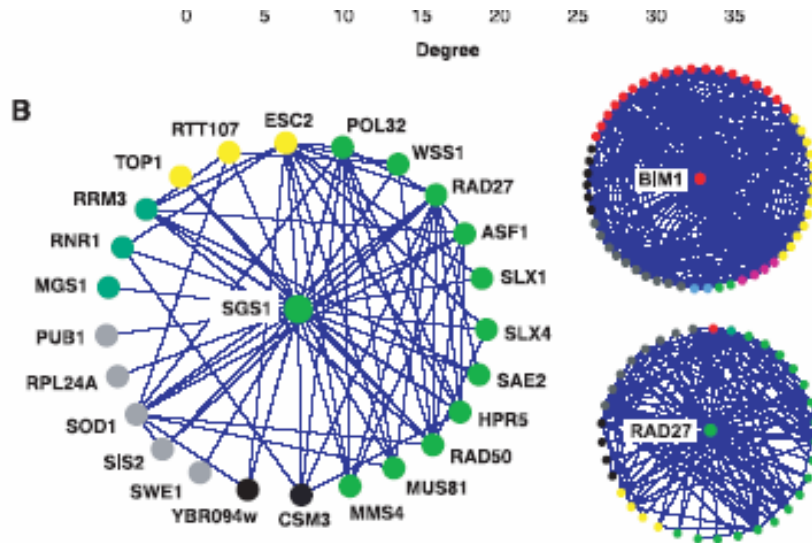 0 5 10 15 20 25 30 35
Degree
B
ESC2
RTT107
POL32
TOP1
WSS1
RRM3
RAD27
RNR1
ASF1
MGS1
SLX1
SGS1
PUB1
SLX4
RPL24A
SAE2
SOD1
HPR5
SIS2
RAD50
SWE1
MUS81
YBR094w
CSM3
MMS4
BIM1
RAD27